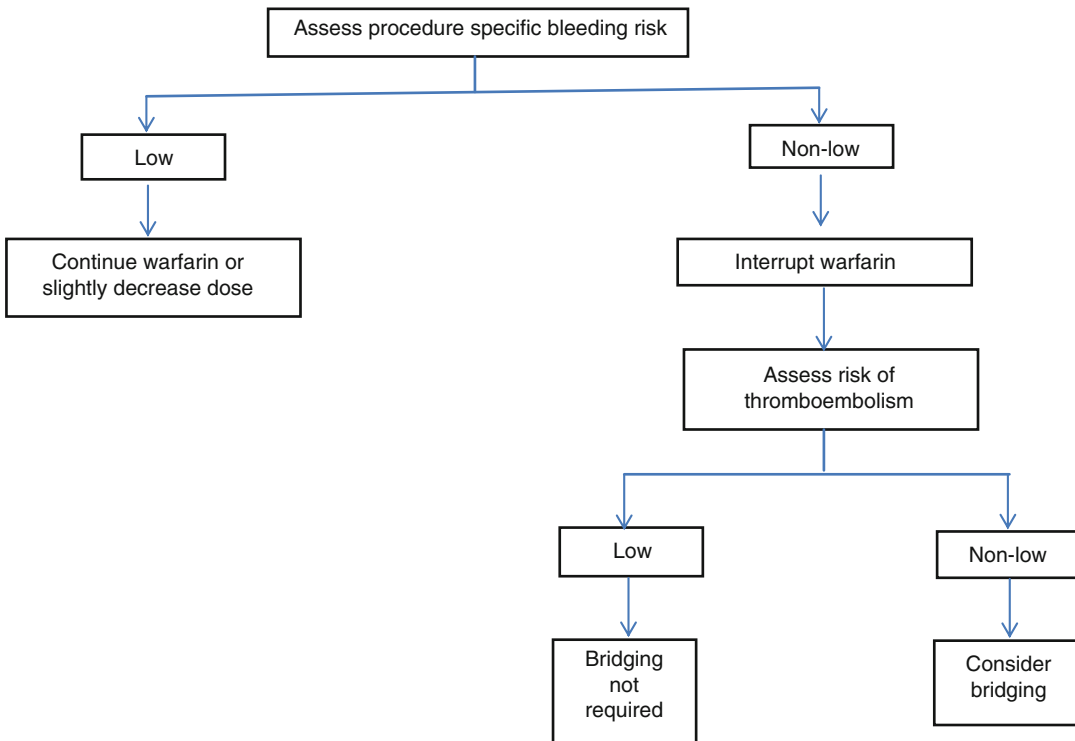 Assess procedure specific bleeding risk
Low
Non-low
Continue warfarin or
slightly decrease dose
Interrupt warfarin
Assess risk of
thromboembolism
Low
Non-low
Bridging
not
required
Consider
bridging